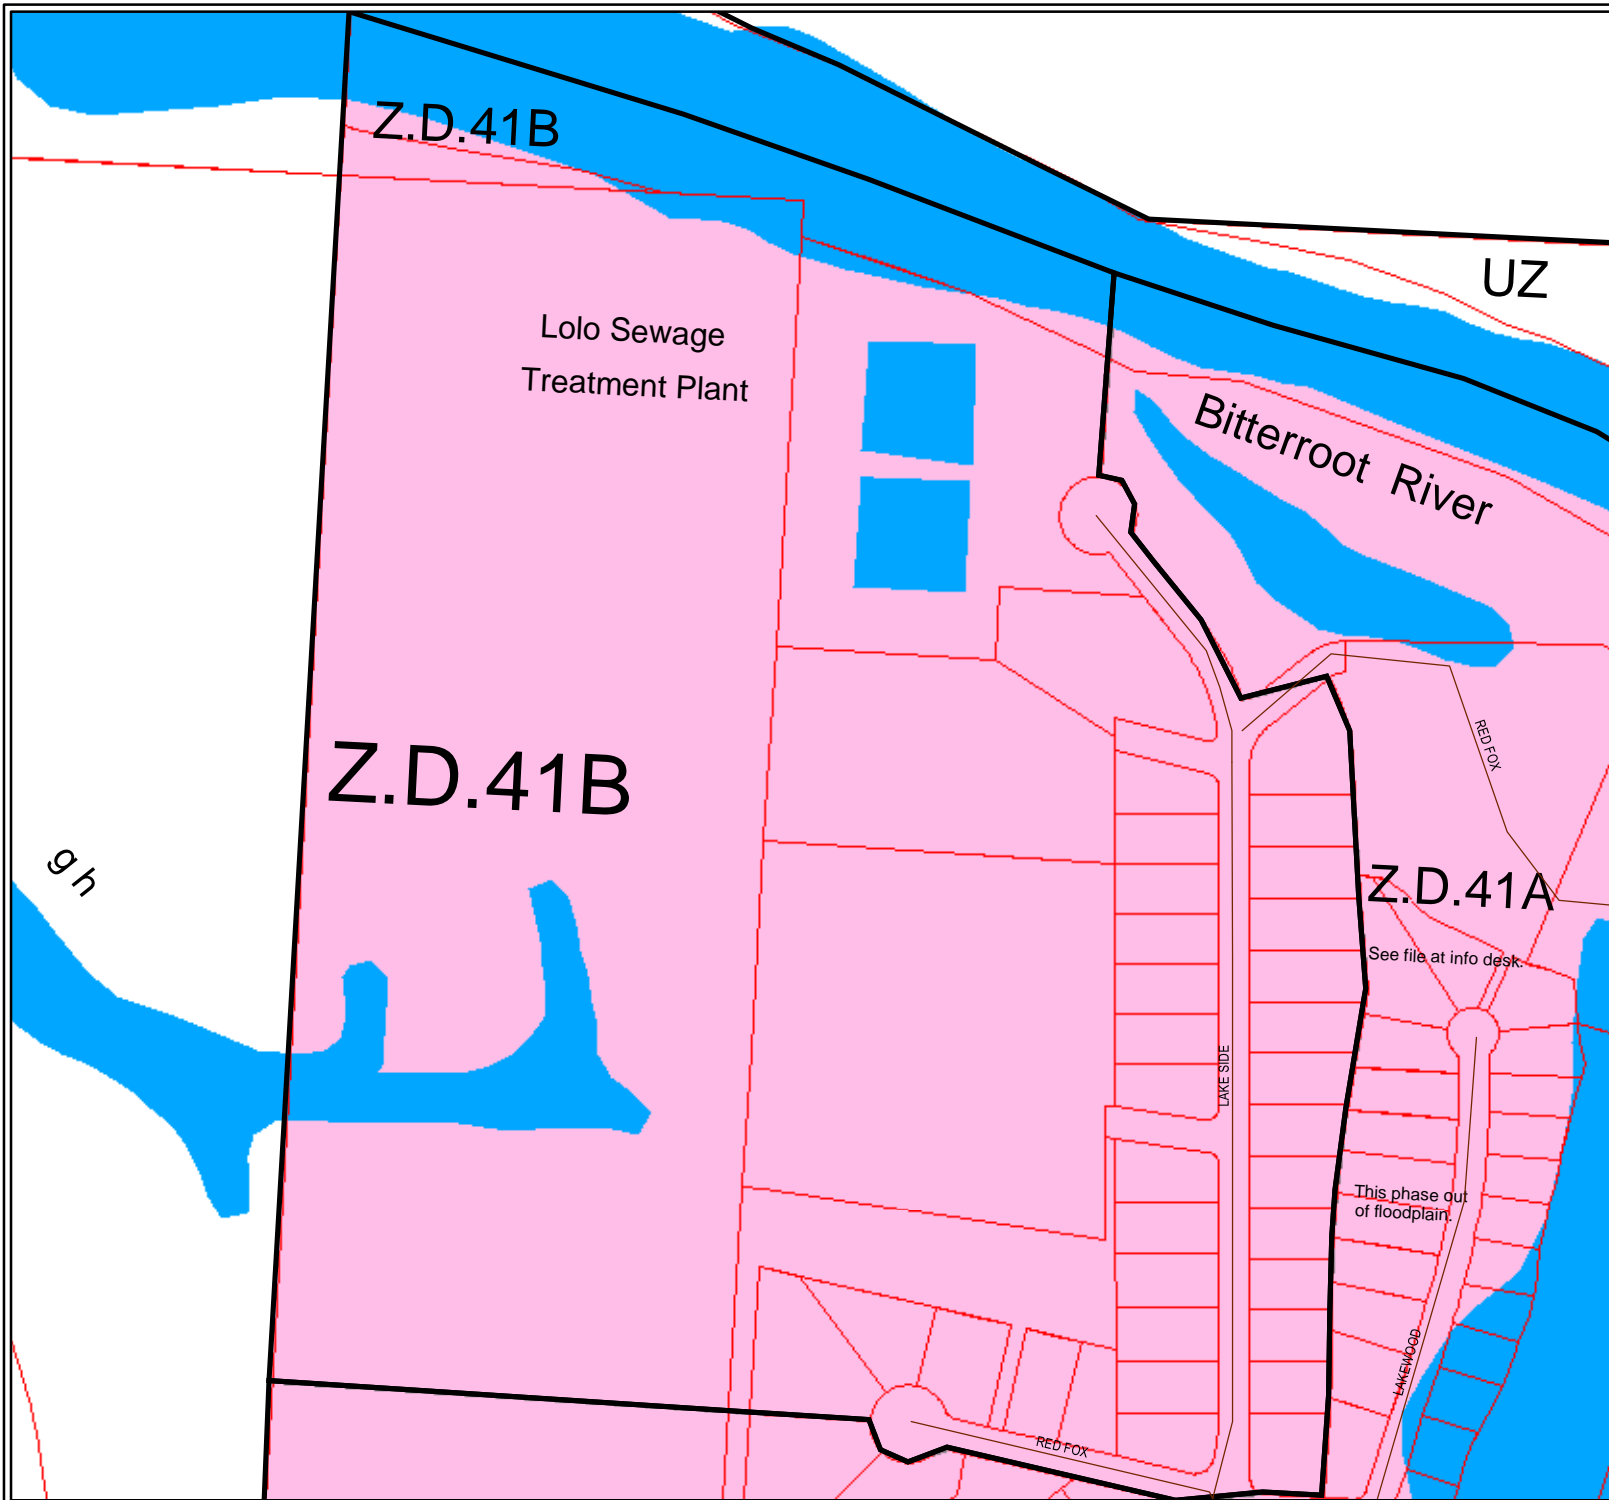 Z.D.41B
UZ
Lolo Sewage
Treatment Plant
Bitterroot River
RED FOX
Z.D.41B
gh
Z.D.41A
See file at info desk.
LAKE SIDE
This phase out
of floodplain.
LAKEWOOD
RED FOX